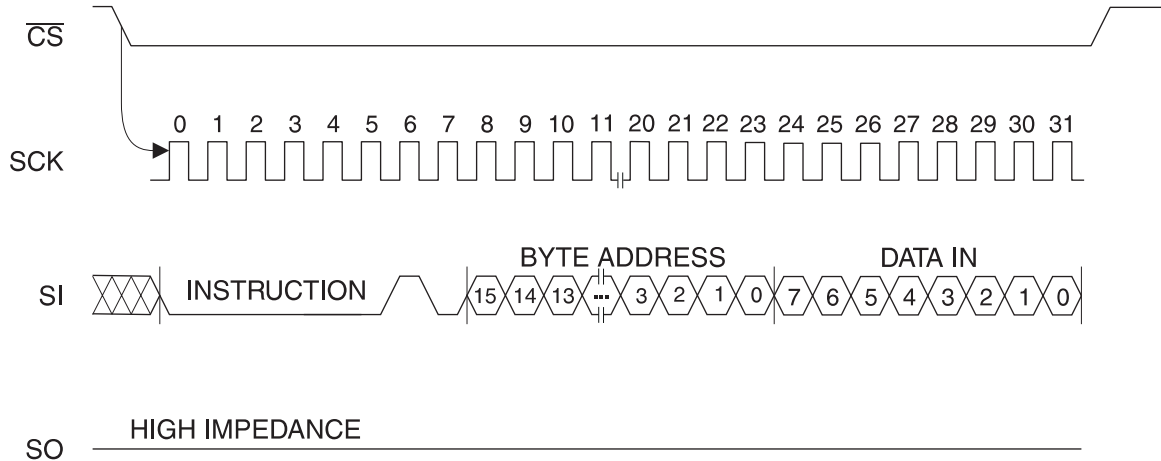 CS
0 1 2 3 4 5 6 7 8 9 10 11 20 21 22 23 24 25 26 27 28 29 30 31
SCK
BYTE ADDRESS DATA IN
SI INSTRUCTION 15 14 13 ... 3 2 1 0 7 6 5 4 3 2 1 0
HIGH IMPEDANCE
SO